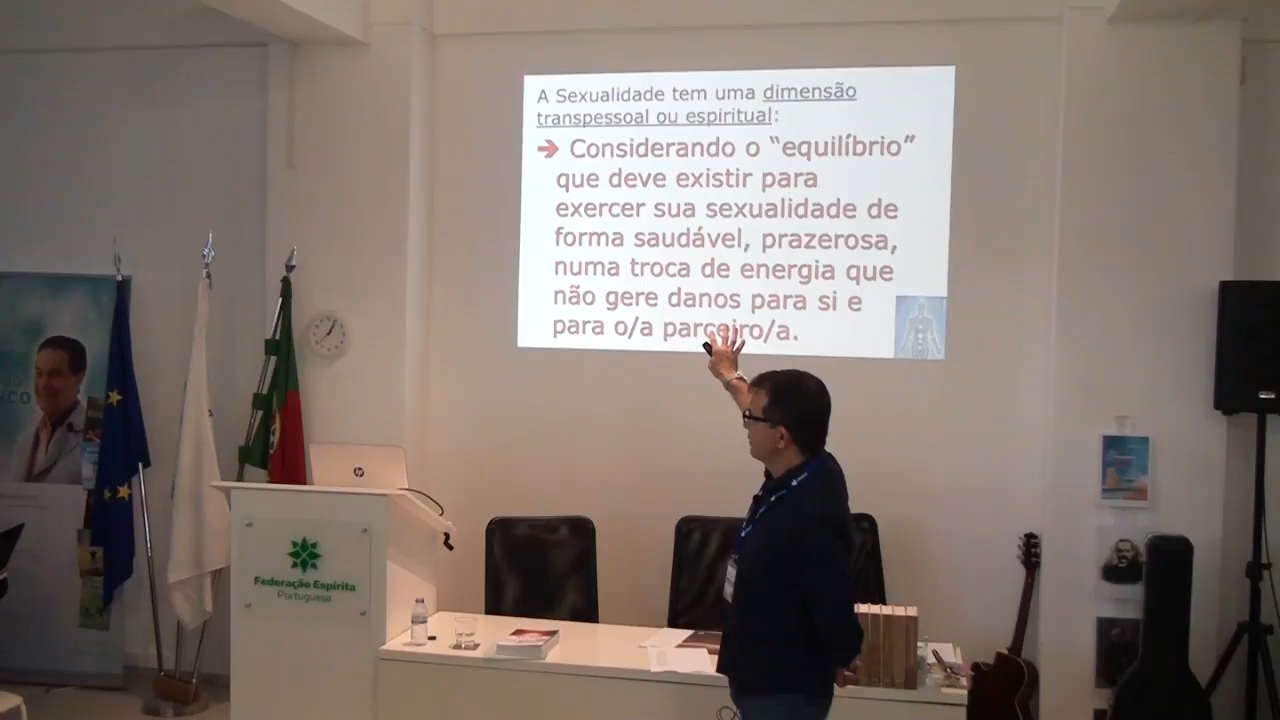 A Sexualidade tem uma dimensão
transpessoal ou espiritual:
➔ Considerando o “equilíbrio”
que deve existir para
exercer sua sexualidade de
forma saudável, prazerosa,
numa troca de energia que
não gere danos para si e
para o/a parceiro/a.
hp
Federação Espírita
Portuguesa